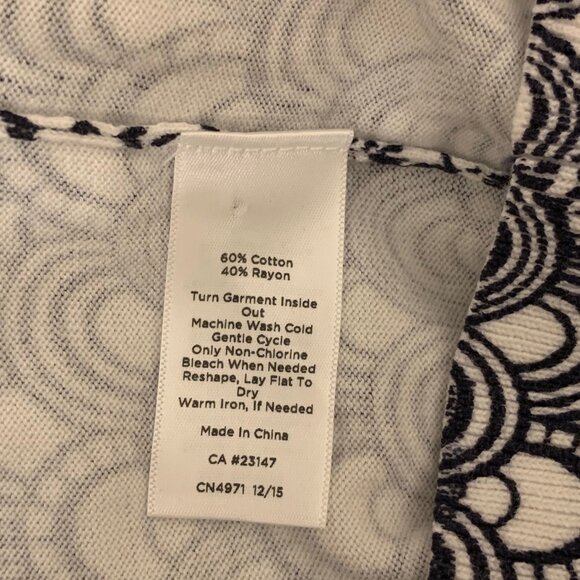 60% Cotton
40% Rayon
Turn Garment Inside
Out
Machine Wash Cold
Gentle Cycle
Only Non-Chlorine
Bleach When Needed
Reshape, Lay Flat To
Dry
Warm Iron, If Needed
Made In China
CA #23147
CN4971 12/15